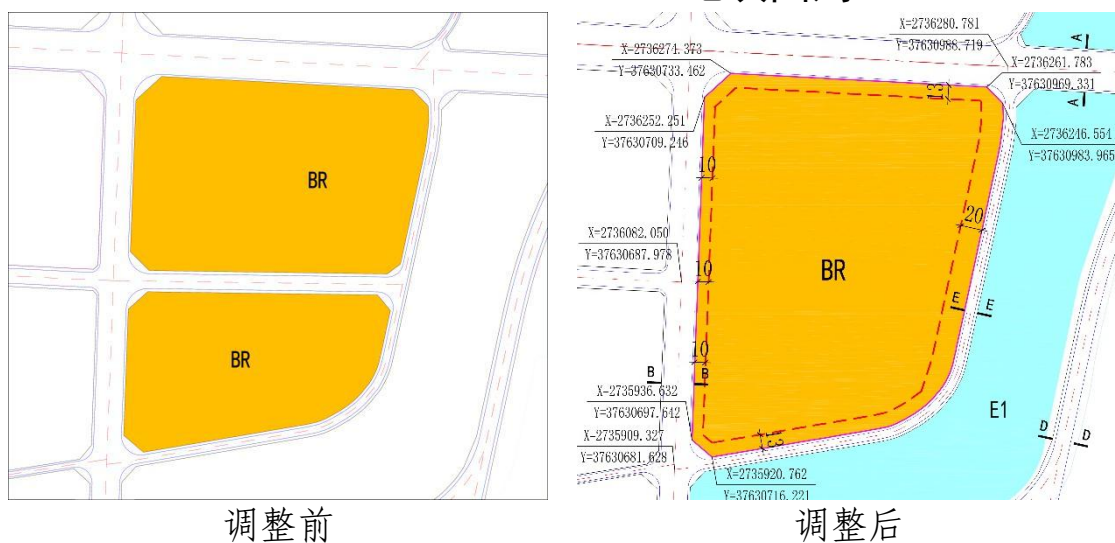 BR
BR
X=2736280.781
Y=37630988.719
X=2736274.373
Y=37630733.462
X=2736261.783
Y=37630969.331
A
A
13
X=2736252.251
Y=37630709.246
X=2736246.554
Y=37630983.965
10
20
X=2736082.050
Y=37630687.978
10
BR
E
E
10
B
B
X=2735936.632
Y=37630697.642
E1
D
D
X=2735909.327
Y=37630681.628
13
X=2735920.762
Y=37630716.221
调整前
调整后